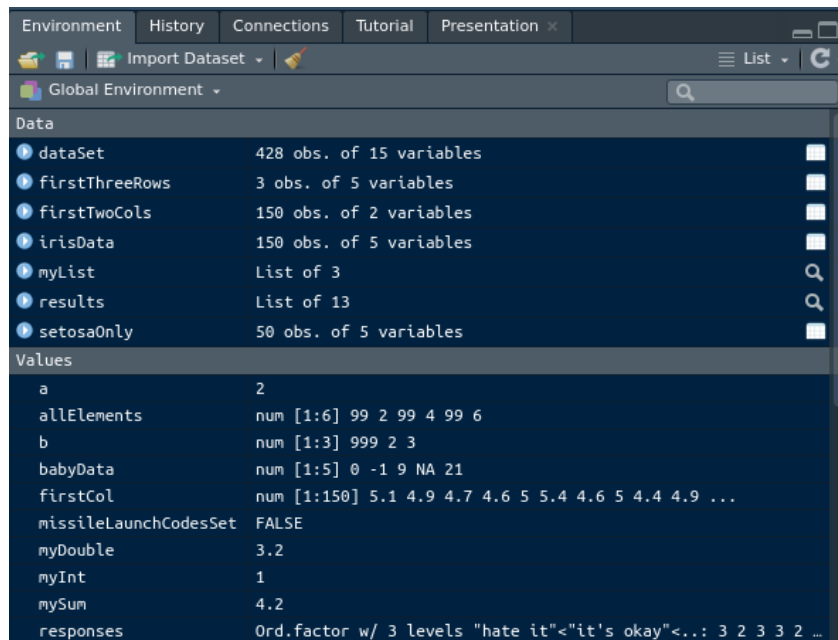 Environment History Connections Tutorial Presentation
Import Dataset List
Global Environment
Data
dataSet 428 obs. of 15 variables
firstThreeRows 3 obs. of 5 variables
firstTwoCols 150 obs. of 2 variables
irisData 150 obs. of 5 variables
myList List of 3
results List of 13
setosaOnly 50 obs. of 5 variables
Values
a 2
allElements num [1:6] 99 2 99 4 99 6
b num [1:3] 999 2 3
babyData num [1:5] 0 -1 9 NA 21
firstCol num [1:150] 5.1 4.9 4.7 4.6 5 5.4 4.6 5 4.4 4.9 ...
missileLaunchCodesSet FALSE
myDouble 3.2
myInt 1
mySum 4.2
responses Ord.factor w/ 3 levels "hate it"<"it's okay"<..: 3 2 3 3 2 …